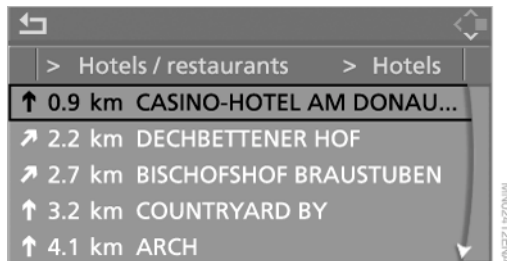 > Hotels / restaurants > Hotels
0.9 km CASINO-HOTEL AM DONAU...
2.2 km DECHBETTENER HOF
2.7 km BISCHOFSHOF BRAUSTUBEN
3.2 km COUNTRYARD BY
4.1 km ARCH